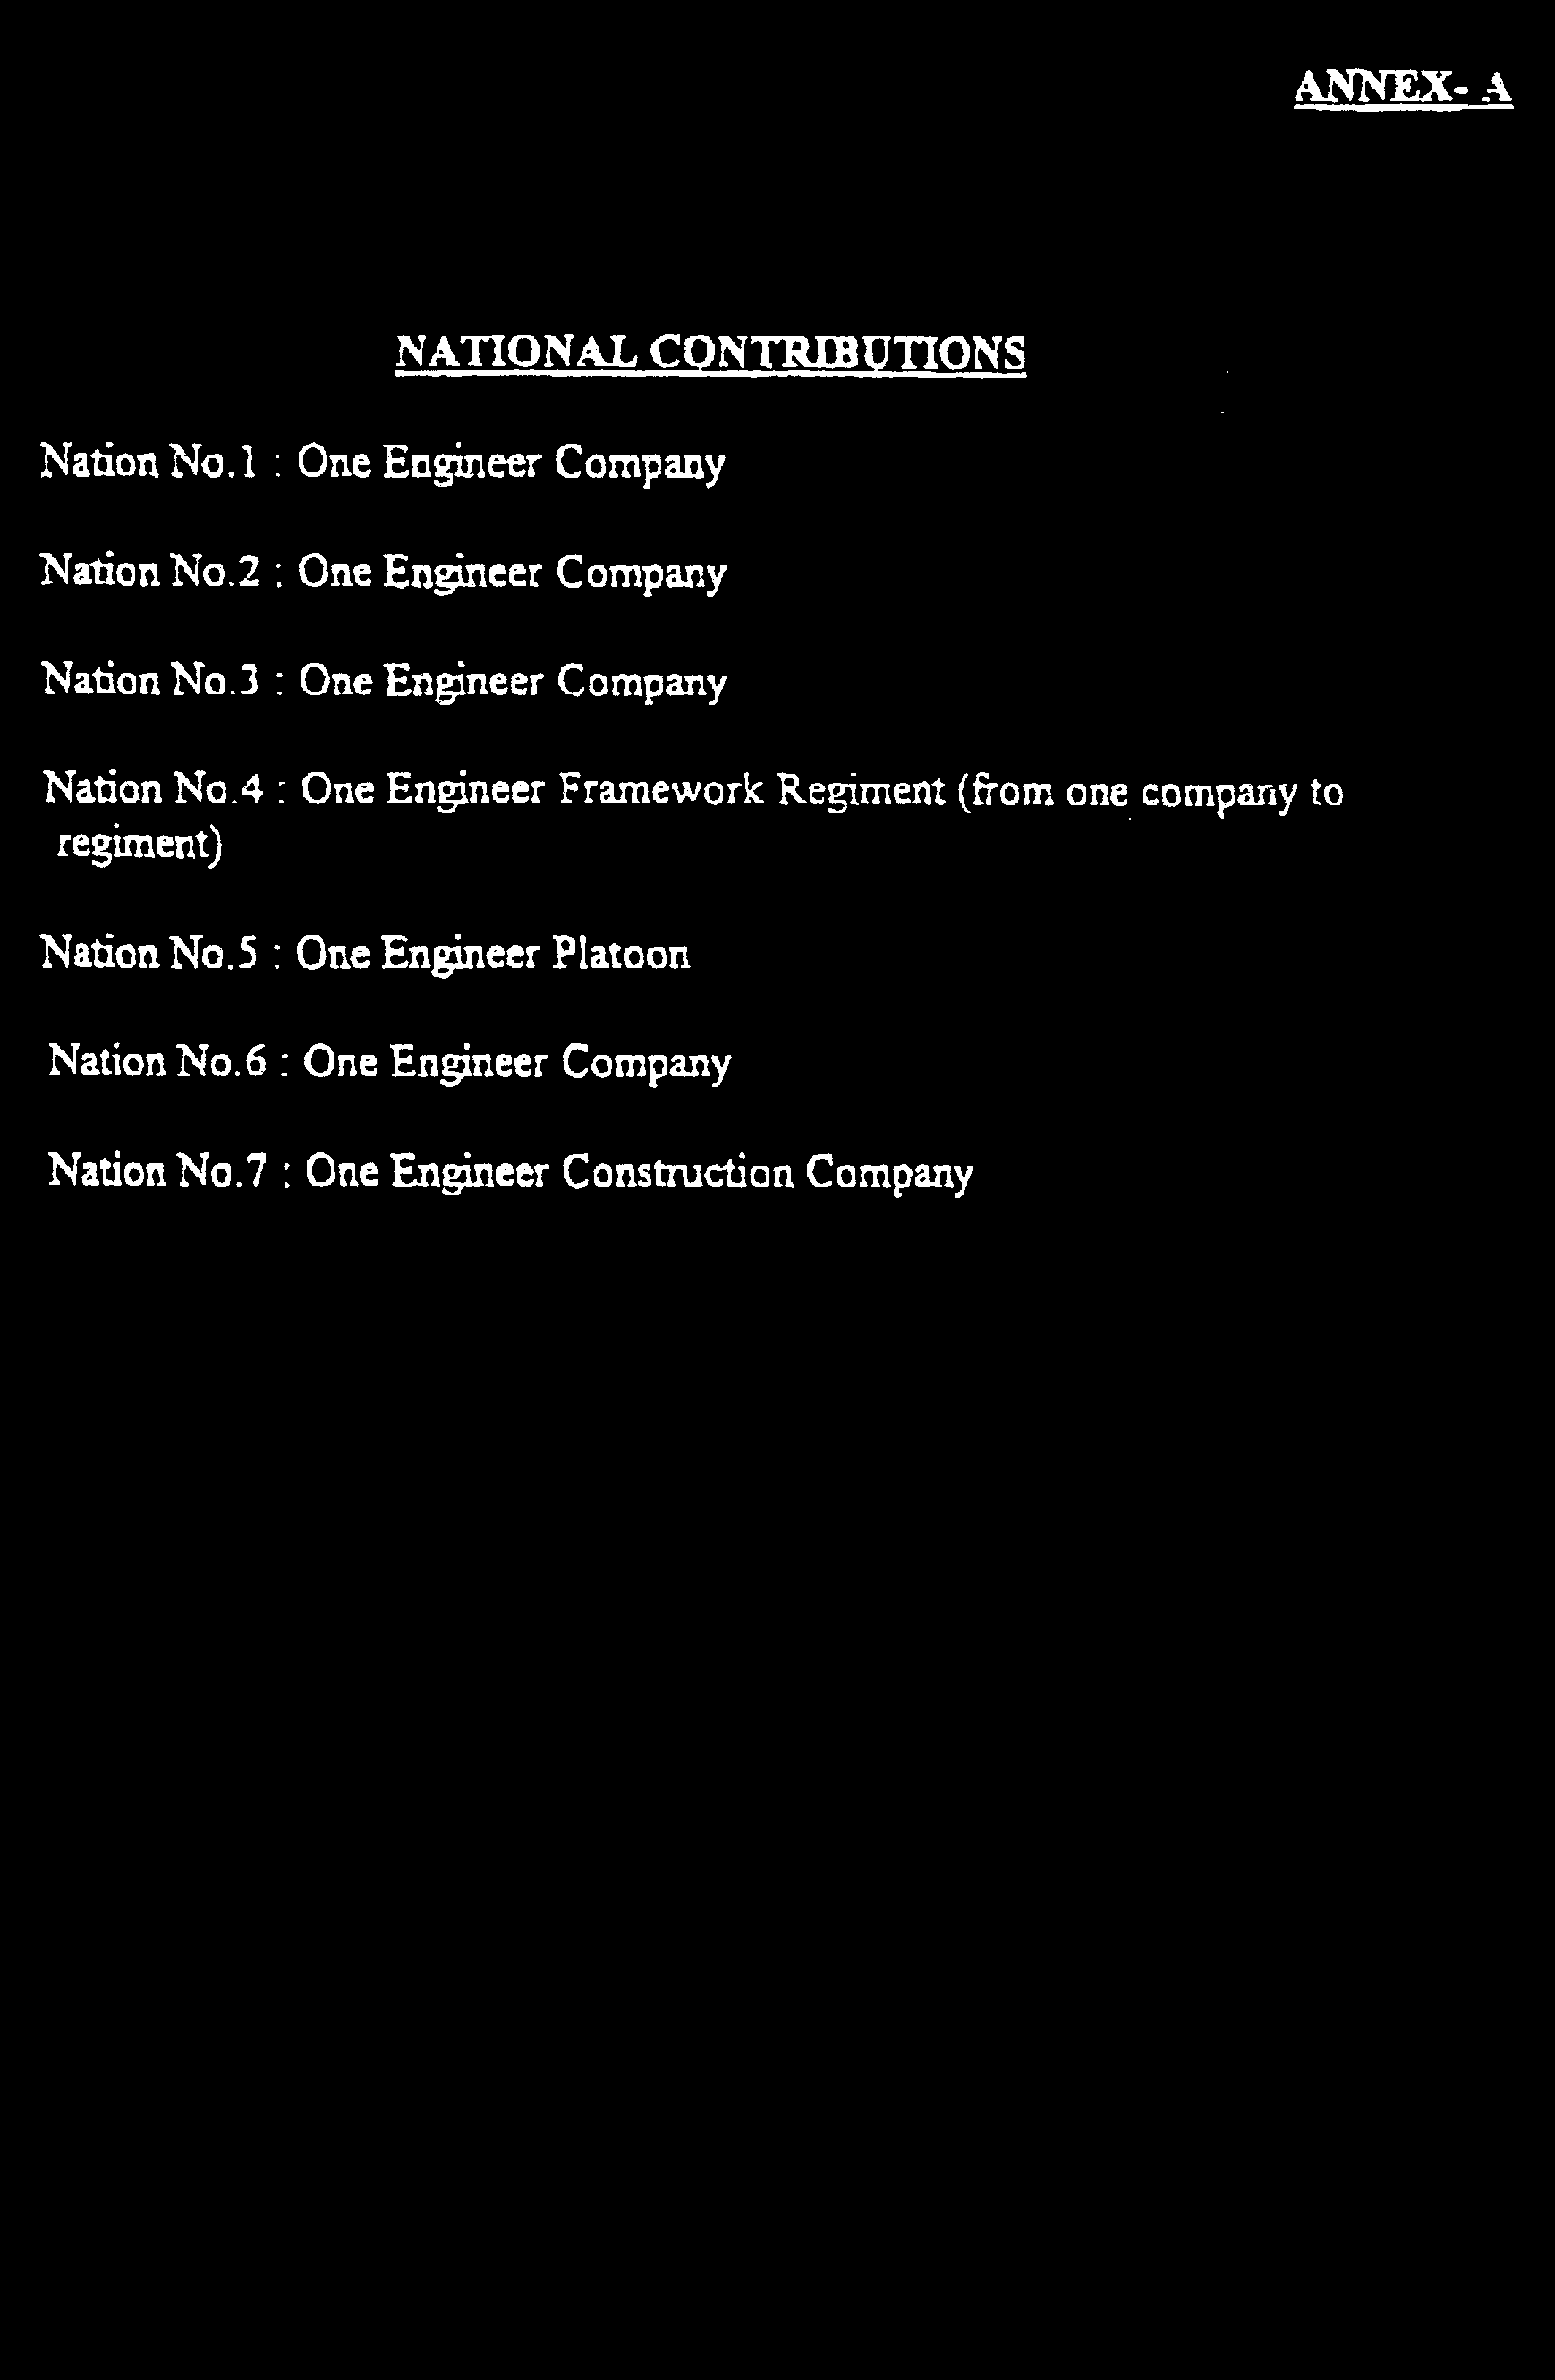 ANNEX- A
NATIONAL CONTRIBUTIONS
Nation No.1 : One Engineer Company
Nation No.2 : One Engineer Company
Nation No.3 : One Engineer Company
Nation No.4 : One Engineer Framework Regiment (from one company to
regiment)
Nation No.5 : One Engineer Platoon
Nation No.6 : One Engineer Company
Nation No.7 : One Engineer Construction Company